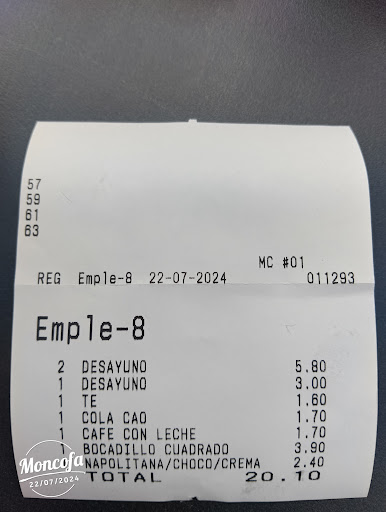 57
59
61
63
MC #01
REG Emple-8 22-07-2024 011293
Emple-8
2 DESAYUNO 5.80
1 DESAYUNO 3.00
1 TE 1.60
1 COLA CAO 1.70
1 CAFE CON LECHE 1.70
1 BOCADILLO CUADRADO 3.90
NAPOLITANA/CHOCO/CREMA 2.40
TOTAL 20.10
Moncofa
22/07/2024